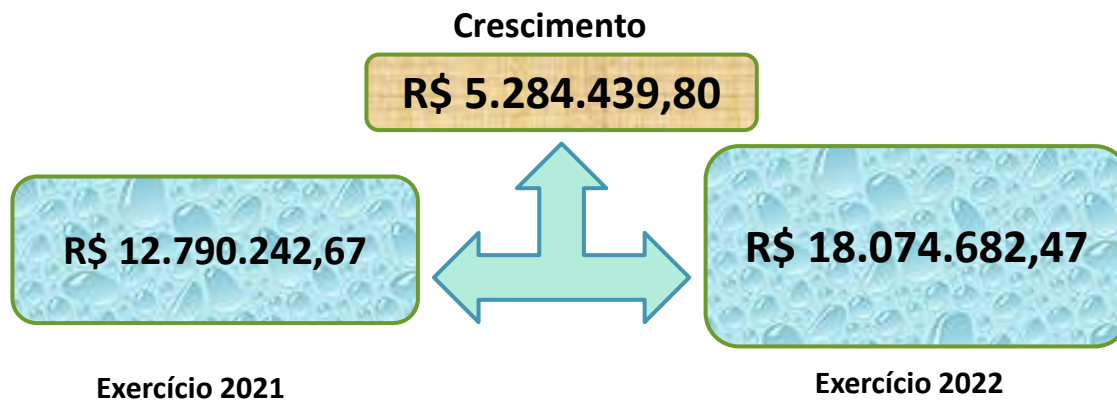 Crescimento
R$ 5.284.439,80
R$ 12.790.242,67
R$ 18.074.682,47
Exercício 2021
Exercício 2022